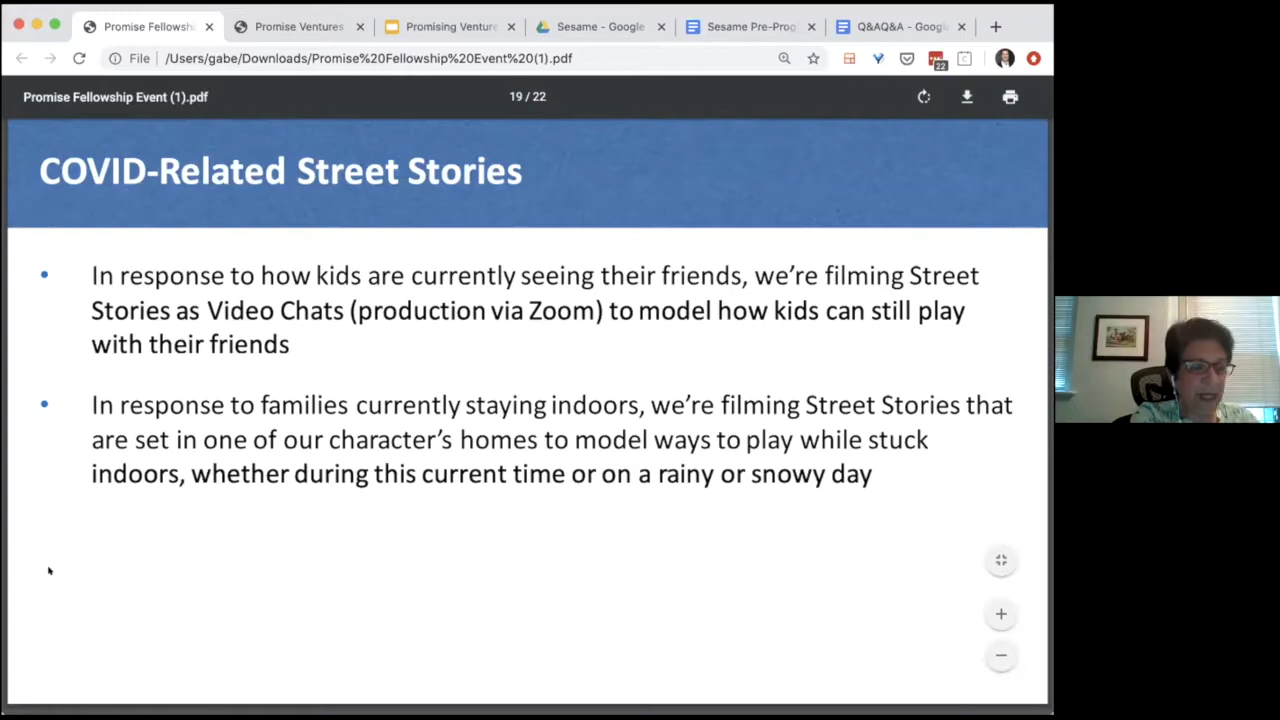 Promise Fellowsh
Promise Ventures
Promising Venture
Sesame - Google
Sesame Pre-Prog
Q&AQ&A - Googl
File
/Users/gabe/Downloads/Promise%20Fellowship%20Event%20(1).pdf
22
Promise Fellowship Event (1).pdf
19 / 22
COVID-Related Street Stories
• In response to how kids are currently seeing their friends, we’re filming Street
Stories as Video Chats (production via Zoom) to model how kids can still play
with their friends
• In response to families currently staying indoors, we’re filming Street Stories that
are set in one of our character’s homes to model ways to play while stuck
indoors, whether during this current time or on a rainy or snowy day